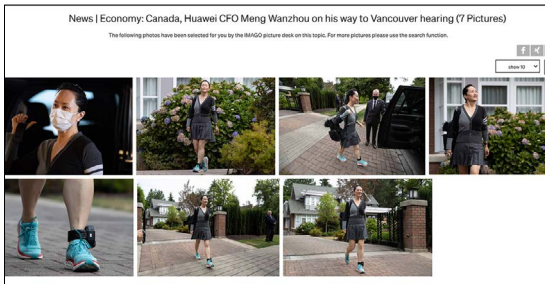 News | Economy: Canada, Huawei CFO Meng Wanzhou on his way to Vancouver hearing (7 Pictures)
The following photos have been selected for you by the IMAGO picture desk on this topic. For more pictures please use the search function.
show 10